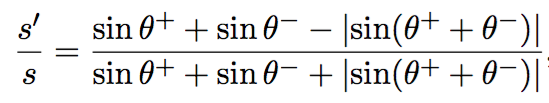 s′/s = (sin θ⁺ + sin θ⁻ − |sin(θ⁺ + θ⁻)|) / (sin θ⁺ + sin θ⁻ + |sin(θ⁺ + θ⁻)|),